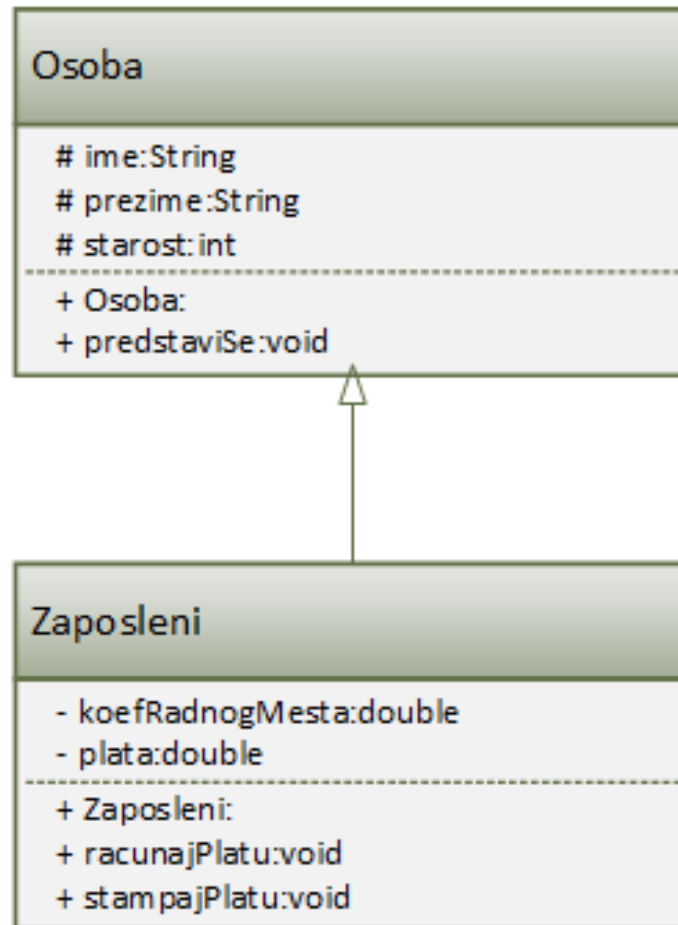 Osoba
# ime:String
# prezime:String
# starost:int
+ Osoba:
+ predstaviSe:void
Zaposleni
- koefRadnogMesta:double
- plata:double
+ Zaposleni:
+ racunajPlatu:void
+ stampajPlatu:void